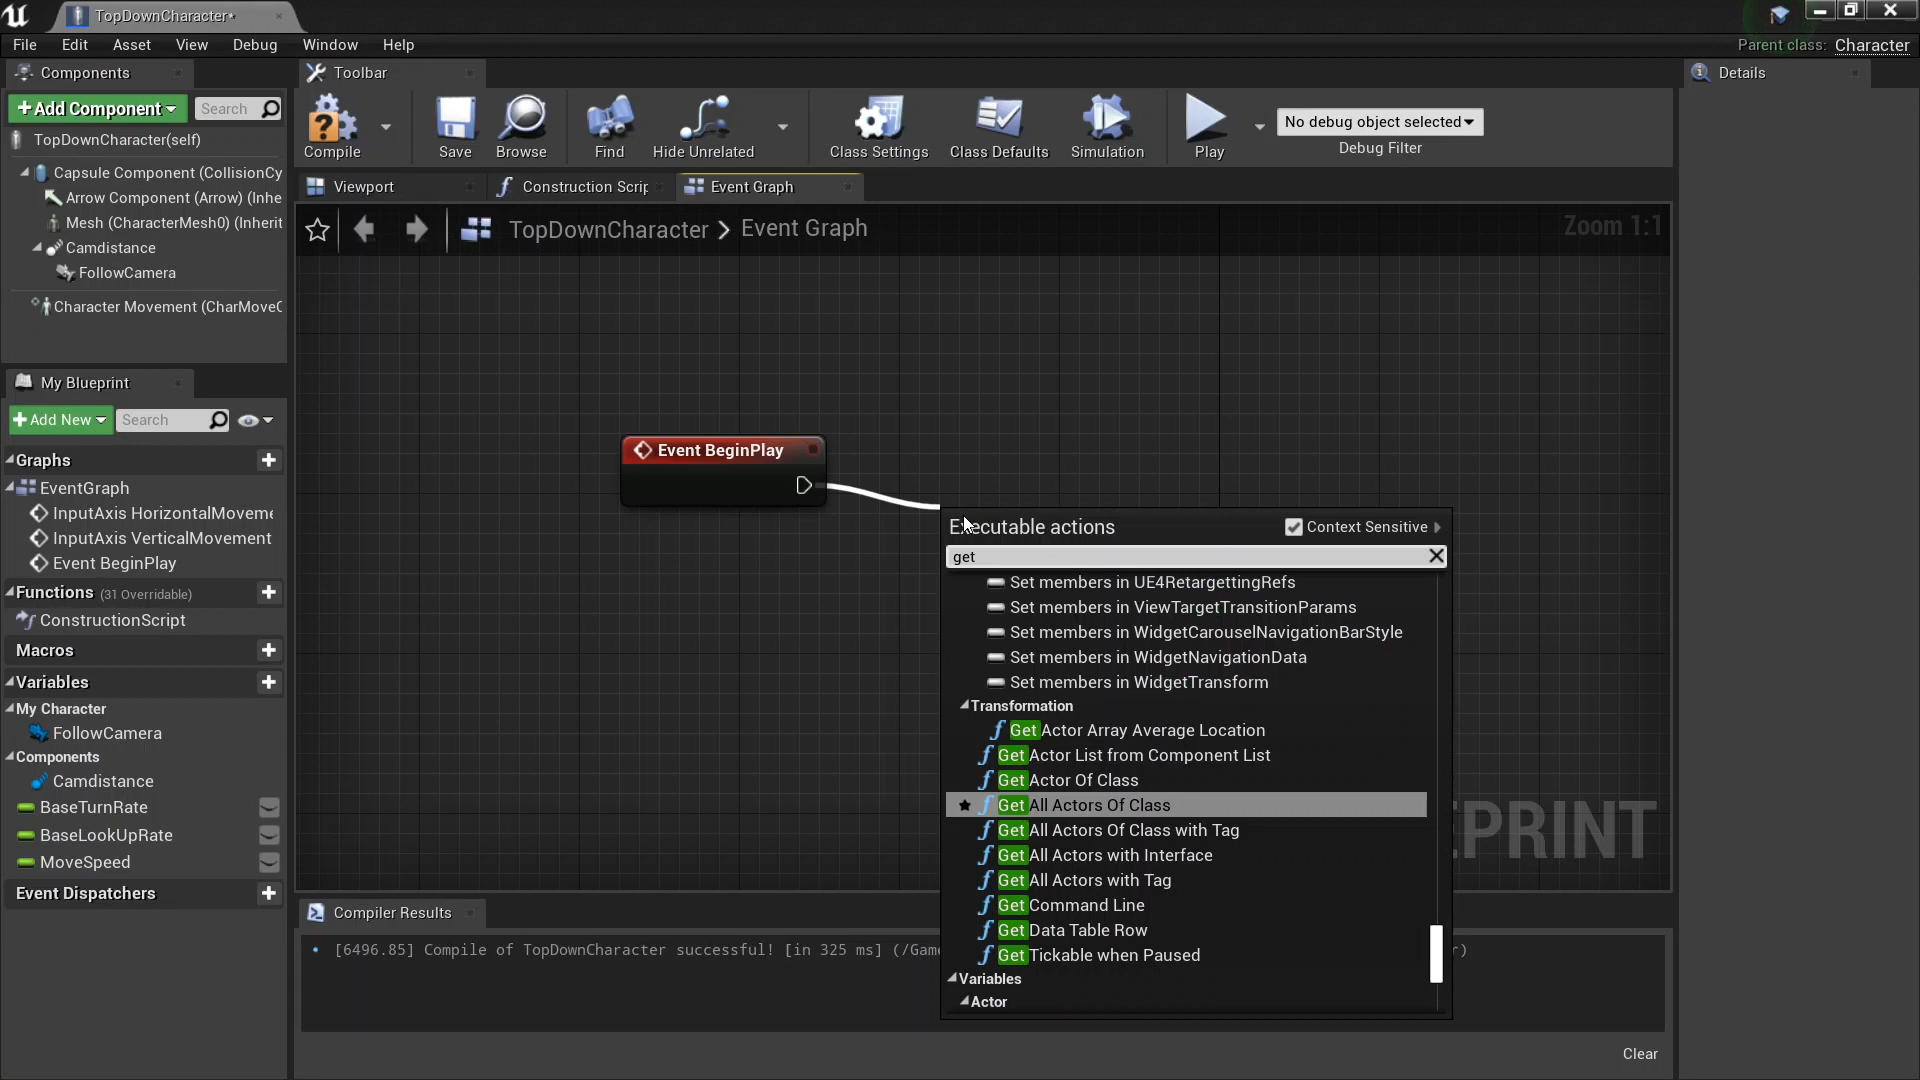 TopDownCharacter*
File Edit Asset View Debug Window Help
Parent class: Character
Components
Toolbar
Details
Add Component
Search
TopDownCharacter(self)
Capsule Component (CollisionCy
Arrow Component (Arrow) (Inhe
Mesh (CharacterMesh0) (Inherit
Camdistance
FollowCamera
Character Movement (CharMoveC
Compile
Save
Browse
Find
Hide Unrelated
Class Settings
Class Defaults
Simulation
Play
No debug object selected
Debug Filter
Viewport
Construction Scrip
Event Graph
TopDownCharacter > Event Graph
Zoom 1:1
My Blueprint
Add New
Search
Graphs
EventGraph
InputAxis HorizontalMoveme
InputAxis VerticalMovement
Event BeginPlay
Functions (31 Overridable)
ConstructionScript
Macros
Variables
My Character
FollowCamera
Components
Camdistance
BaseTurnRate
BaseLookUpRate
MoveSpeed
Event Dispatchers
Event BeginPlay
Executable actions
Context Sensitive
get
Set members in UE4RetargettingRefs
Set members in ViewTargetTransitionParams
Set members in WidgetCarouselNavigationBarStyle
Set members in WidgetNavigationData
Set members in WidgetTransform
Transformation
Get Actor Array Average Location
Get Actor List from Component List
Get Actor Of Class
Get All Actors Of Class
Get All Actors Of Class with Tag
Get All Actors with Interface
Get All Actors with Tag
Get Command Line
Get Data Table Row
Get Tickable when Paused
Variables
Actor
EPRINT
Compiler Results
[6496.85] Compile of TopDownCharacter successful! [in 325 ms] (/Gam
r)
Clear